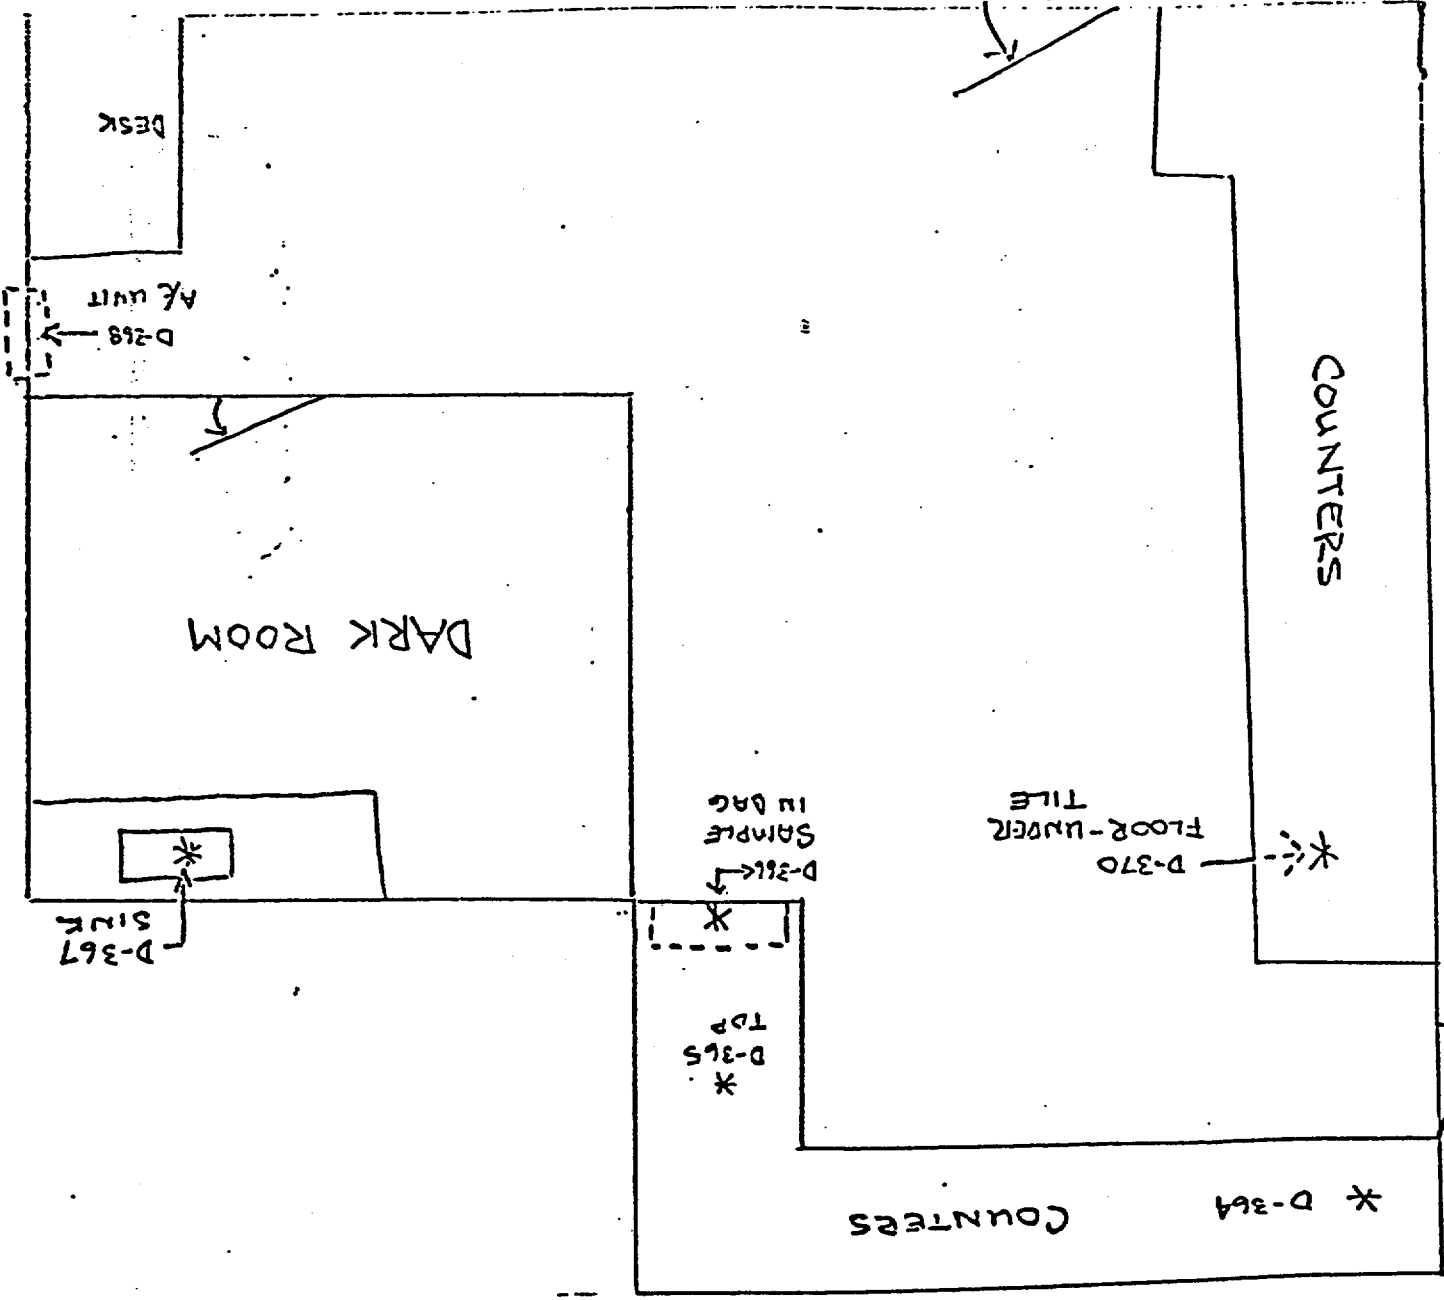 * D-364
COUNTERS
* D-365
TOP
D-367
SINK
D-366
SAMPLE
IN BAG
D-370
FLOOR-UNDER
TILE
DARK ROOM
COUNTERS
D-368
A/C UNIT
DESK